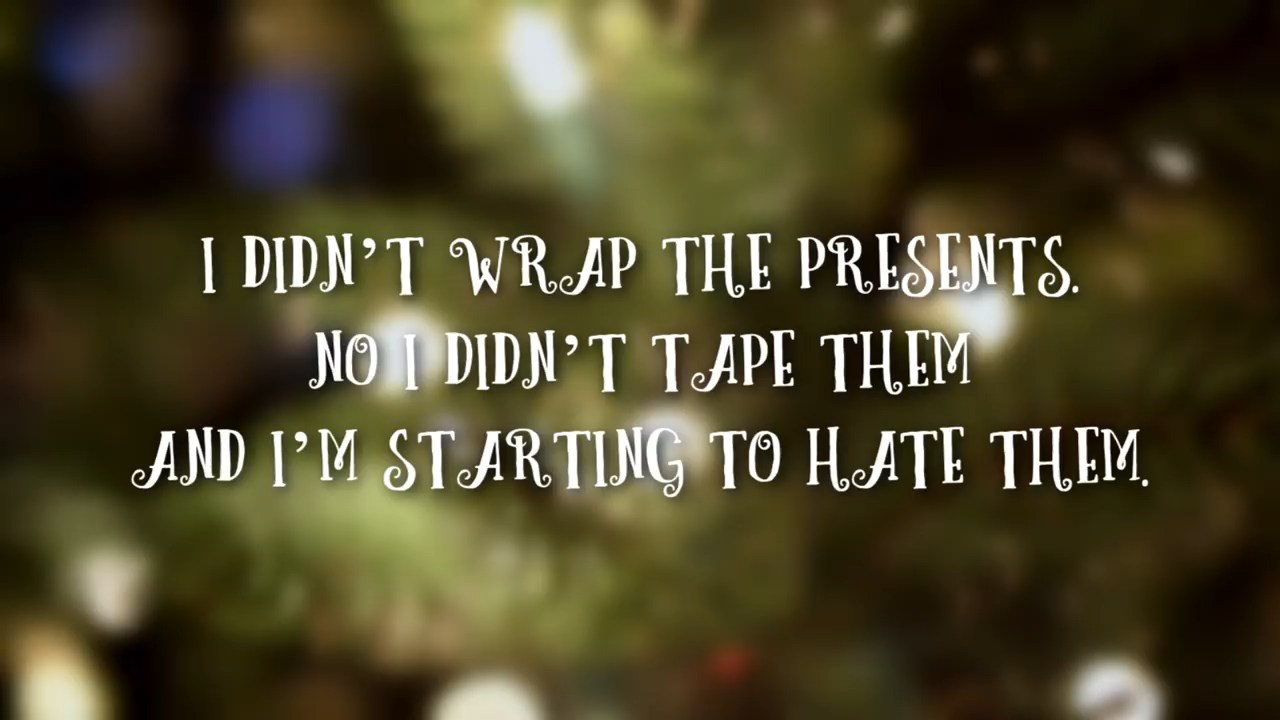 I DIDN'T WRAP THE PRESENTS.
NO I DIDN'T TAPE THEM
AND I'M STARTING TO HATE THEM.